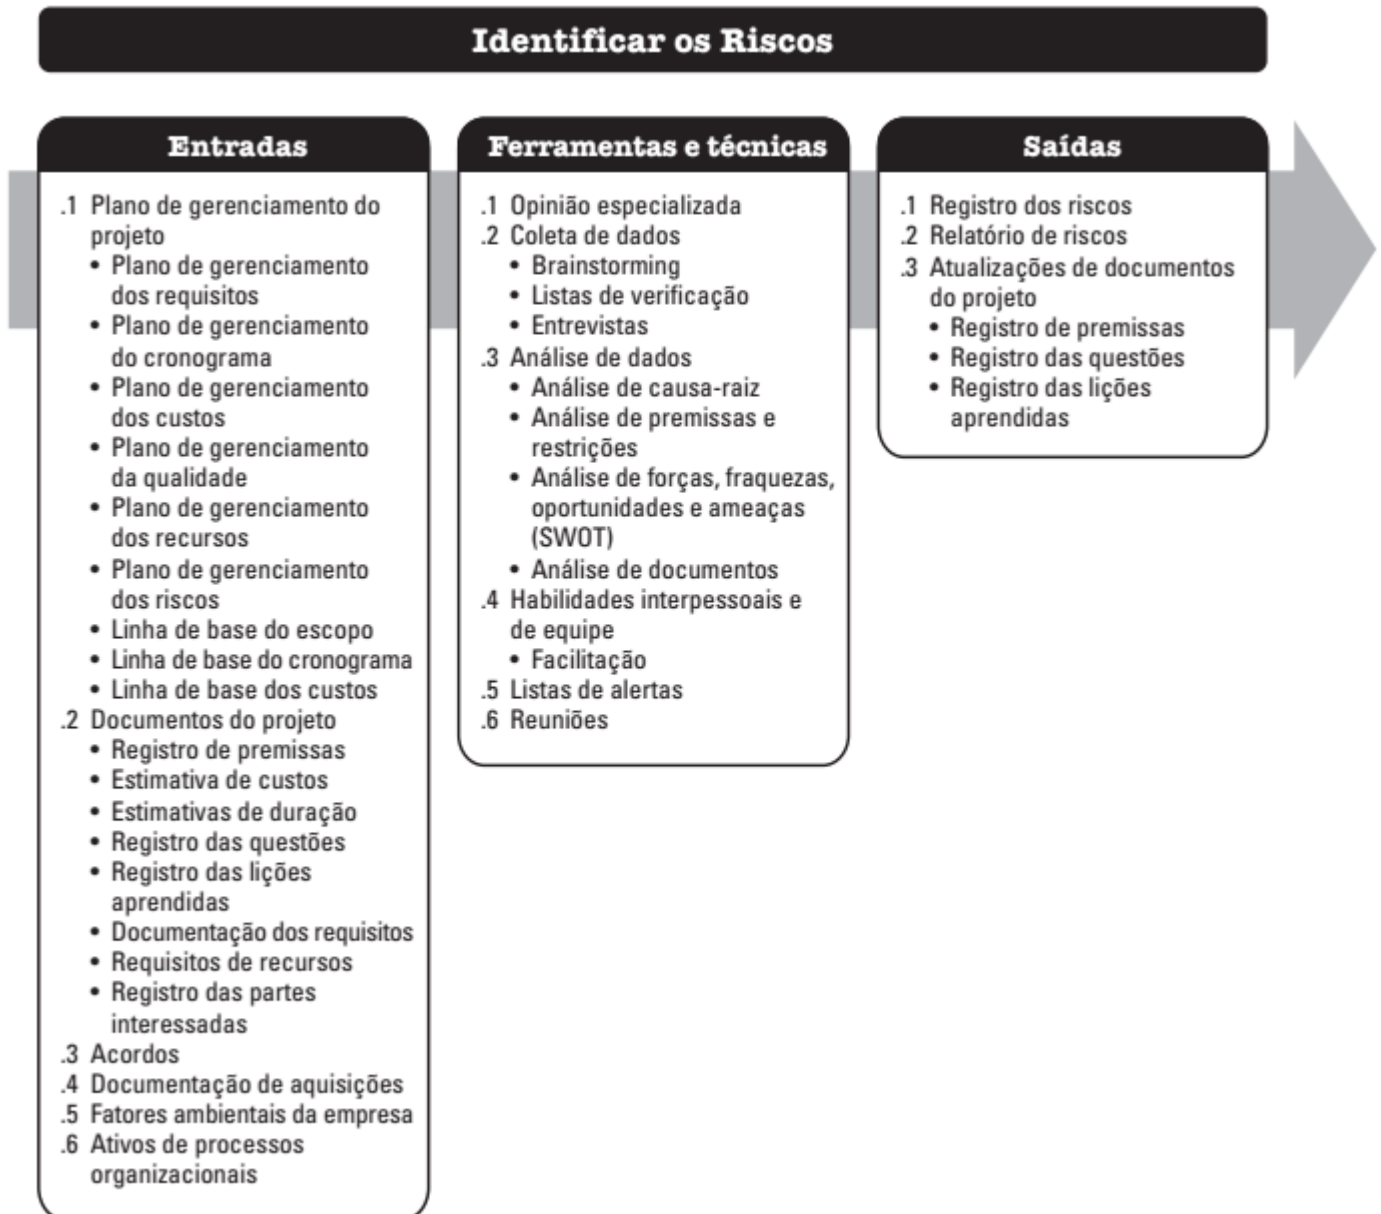 Identificar os Riscos
Entradas
.1 Plano de gerenciamento do
projeto
• Plano de gerenciamento
dos requisitos
• Plano de gerenciamento
do cronograma
• Plano de gerenciamento
dos custos
• Plano de gerenciamento
da qualidade
• Plano de gerenciamento
dos recursos
• Plano de gerenciamento
dos riscos
• Linha de base do escopo
• Linha de base do cronograma
• Linha de base dos custos
.2 Documentos do projeto
• Registro de premissas
• Estimativa de custos
• Estimativas de duração
• Registro das questões
• Registro das lições
aprendidas
• Documentação dos requisitos
• Requisitos de recursos
• Registro das partes
interessadas
.3 Acordos
.4 Documentação de aquisições
.5 Fatores ambientais da empresa
.6 Ativos de processos
organizacionais
Ferramentas e técnicas
.1 Opinião especializada
.2 Coleta de dados
• Brainstorming
• Listas de verificação
• Entrevistas
.3 Análise de dados
• Análise de causa-raiz
• Análise de premissas e
restrições
• Análise de forças, fraquezas,
oportunidades e ameaças
(SWOT)
• Análise de documentos
.4 Habilidades interpessoais e
de equipe
• Facilitação
.5 Listas de alertas
.6 Reuniões
Saídas
.1 Registro dos riscos
.2 Relatório de riscos
.3 Atualizações de documentos
do projeto
• Registro de premissas
• Registro das questões
• Registro das lições
aprendidas